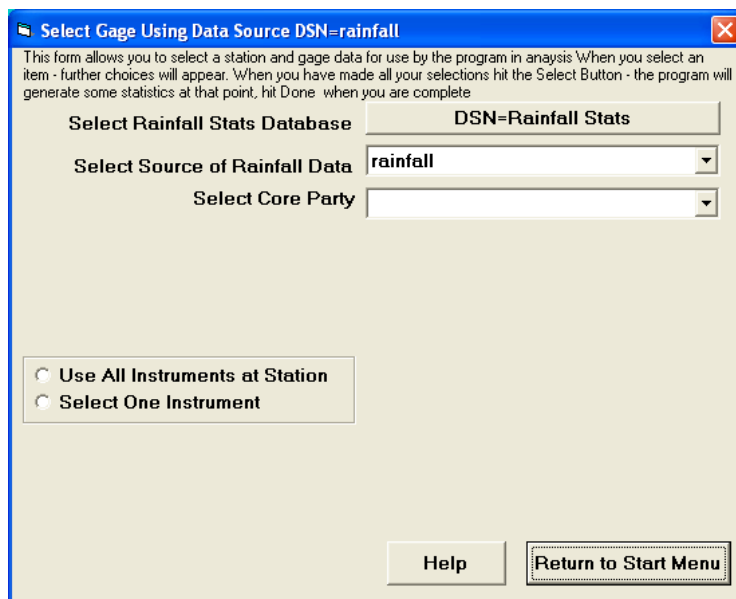 Select Gage Using Data Source DSN=rainfall
This form allows you to select a station and gage data for use by the program in anaysis When you select an
item - further choices will appear. When you have made all your selections hit the Select Button - the program will
generate some statistics at that point, hit Done when you are complete
Select Rainfall Stats Database DSN=Rainfall Stats
Select Source of Rainfall Data rainfall
Select Core Party
Use All Instruments at Station
Select One Instrument
Help Return to Start Menu